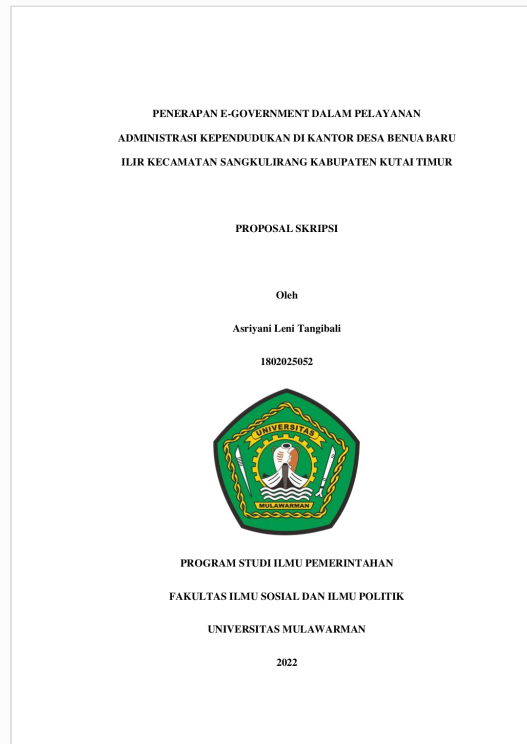 PENERAPAN E-GOVERNMENT DALAM PELAYANAN
ADMINISTRASI KEPENDUDUKAN DI KANTOR DESA BENUA BARU
ILIR KECAMATAN SANGKULIRANG KABUPATEN KUTAI TIMUR
PROPOSAL SKRIPSI
Oleh
Asriyani Leni Tangibali
1802025052
UNIVERSITAS
MULAWARMAN
PROGRAM STUDI ILMU PEMERINTAHAN
FAKULTAS ILMU SOSIAL DAN ILMU POLITIK
UNIVERSITAS MULAWARMAN
2022